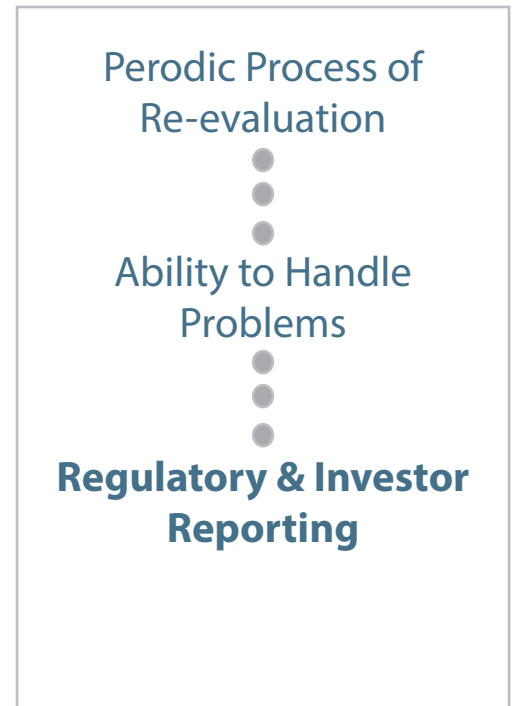 Perodic Process of
Re-evaluation
Ability to Handle
Problems
Regulatory & Investor
Reporting